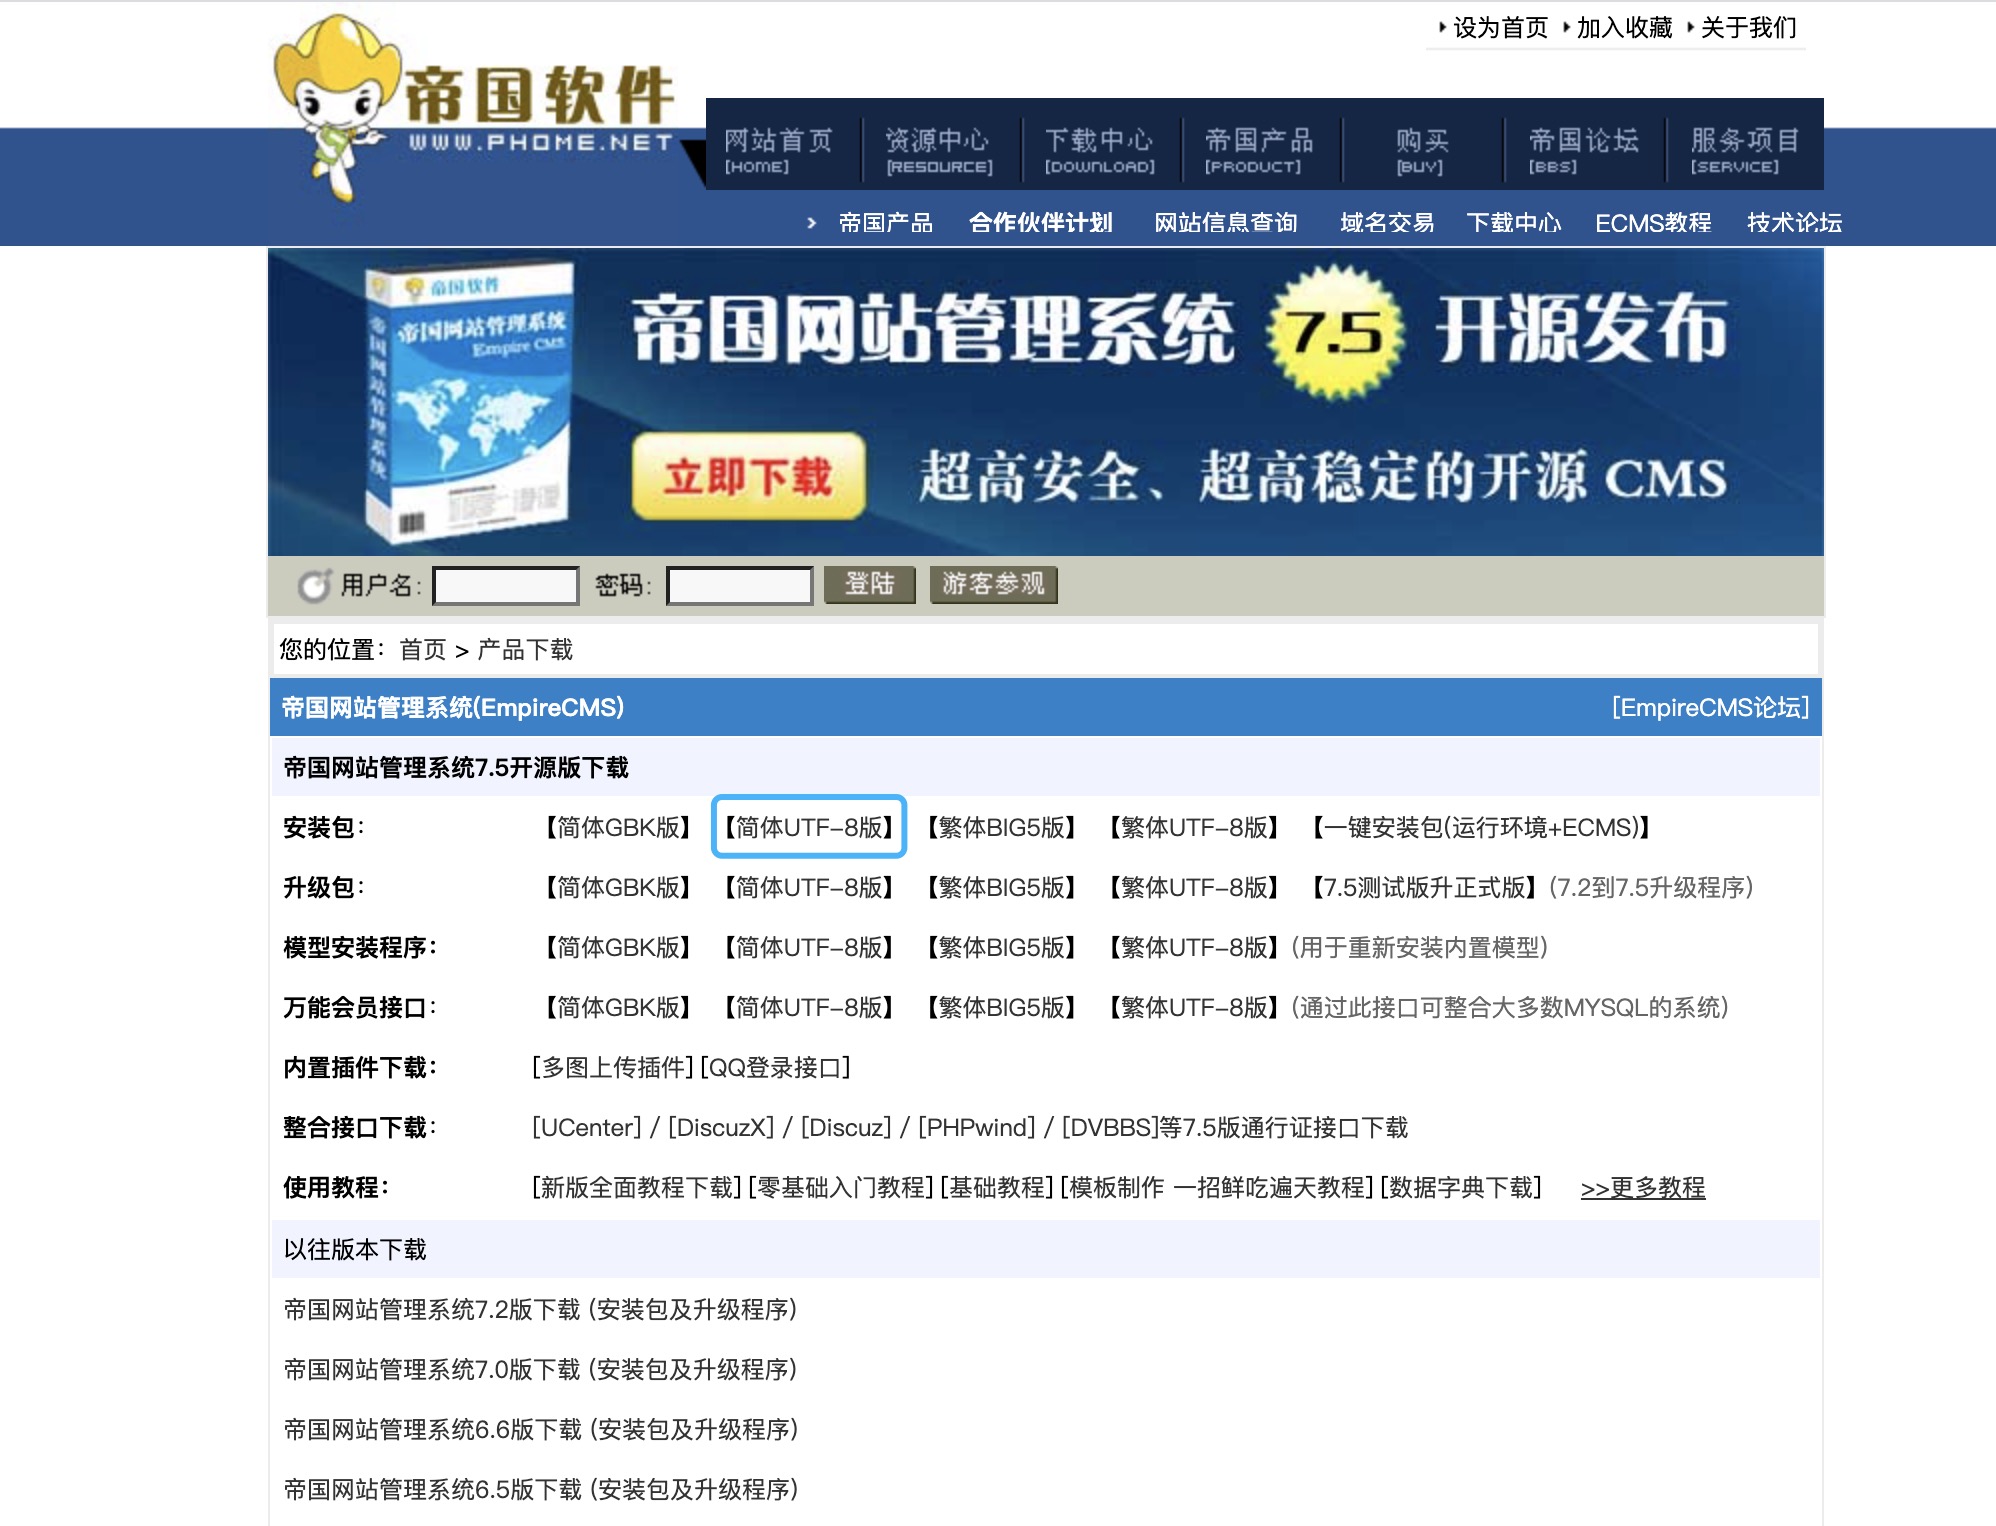 设为首页 加入收藏 关于我们
帝国软件
WWW.PHOME.NET
网站首页 资源中心 下载中心 帝国产品 购买 帝国论坛 服务项目
[HOME] [RESOURCE] [DOWNLOAD] [PRODUCT] [BUY] [BBS] [SERVICE]
› 帝国产品 合作伙伴计划 网站信息查询 域名交易 下载中心 ECMS教程 技术论坛
帝国软件
帝国网站管理系统
Empire CMS
帝国网站管理系统
帝国网站管理系统 7.5 开源发布
立即下载 超高安全、超高稳定的开源 CMS
用户名: 密码: 登陆 游客参观
您的位置：首页 > 产品下载
帝国网站管理系统(EmpireCMS) [EmpireCMS论坛]
帝国网站管理系统7.5开源版下载
安装包： 【简体GBK版】 【简体UTF-8版】 【繁体BIG5版】 【繁体UTF-8版】 【一键安装包(运行环境+ECMS)】
升级包： 【简体GBK版】 【简体UTF-8版】 【繁体BIG5版】 【繁体UTF-8版】 【7.5测试版升正式版】(7.2到7.5升级程序)
模型安装程序： 【简体GBK版】 【简体UTF-8版】 【繁体BIG5版】 【繁体UTF-8版】(用于重新安装内置模型)
万能会员接口： 【简体GBK版】 【简体UTF-8版】 【繁体BIG5版】 【繁体UTF-8版】(通过此接口可整合大多数MYSQL的系统)
内置插件下载： [多图上传插件] [QQ登录接口]
整合接口下载： [UCenter] / [DiscuzX] / [Discuz] / [PHPwind] / [DVBBS]等7.5版通行证接口下载
使用教程： [新版全面教程下载] [零基础入门教程] [基础教程] [模板制作 一招鲜吃遍天教程] [数据字典下载] >>更多教程
以往版本下载
帝国网站管理系统7.2版下载 (安装包及升级程序)
帝国网站管理系统7.0版下载 (安装包及升级程序)
帝国网站管理系统6.6版下载 (安装包及升级程序)
帝国网站管理系统6.5版下载 (安装包及升级程序)